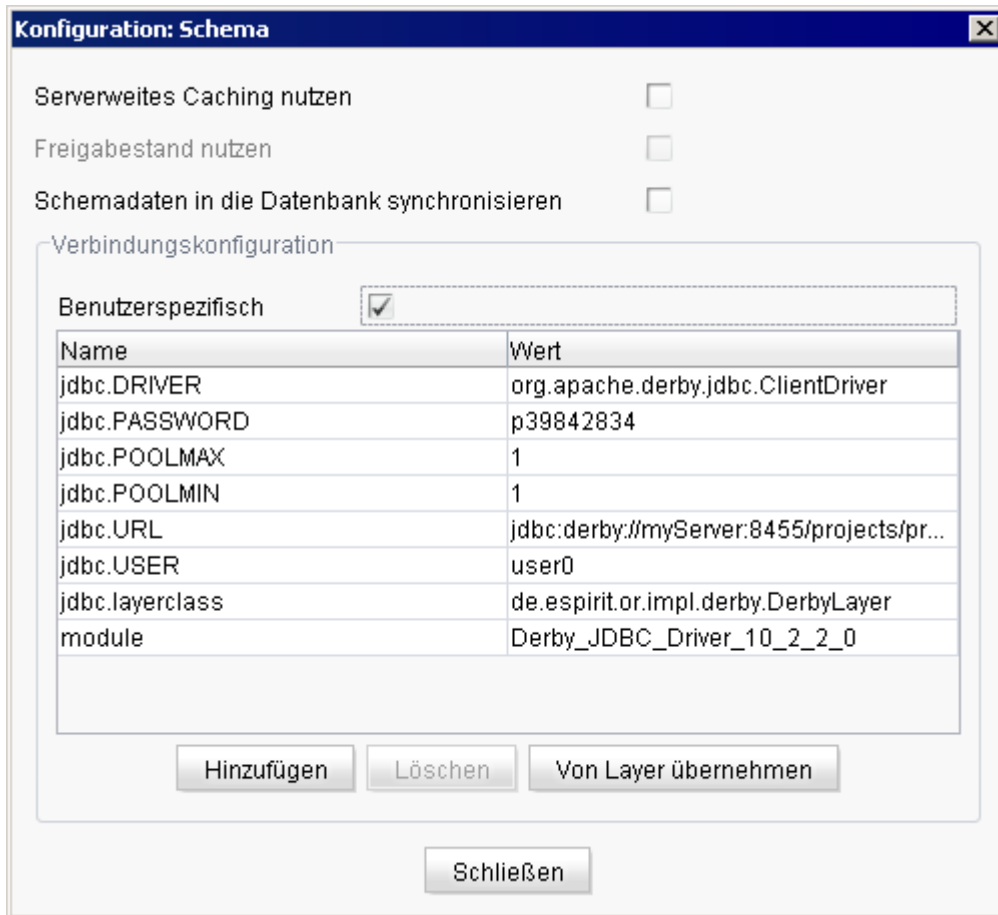 Konfiguration: Schema
Serverweites Caching nutzen
Freigabestand nutzen
Schemadaten in die Datenbank synchronisieren
Verbindungskonfiguration
Benutzerspezifisch
Name Wert
jdbc.DRIVER org.apache.derby.jdbc.ClientDriver
jdbc.PASSWORD p39842834
jdbc.POOLMAX 1
jdbc.POOLMIN 1
jdbc.URL jdbc:derby://myServer:8455/projects/pr...
jdbc.USER user0
jdbc.layerclass de.espirit.or.impl.derby.DerbyLayer
module Derby_JDBC_Driver_10_2_2_0
Hinzufügen Löschen Von Layer übernehmen
Schließen